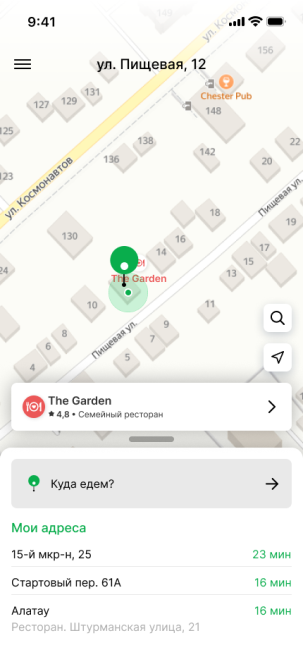 9:41
ул. Пищевая, 12
156
131
129
127
Chester Pub
148
125
138
142
22
136
20
123
ул. Космонавтов
Пищевая ул.
18
19
130
16
17
14
15
24
The Garden
13
10
11
9
Пищевая ул.
8
7
6
5
4
The Garden
4,8 • Семейный ресторан
Куда едем?
Мои адреса
15-й мкр-н, 25 23 мин
Стартовый пер. 61А 16 мин
Алатау 16 мин
Ресторан. Штурманская улица, 21